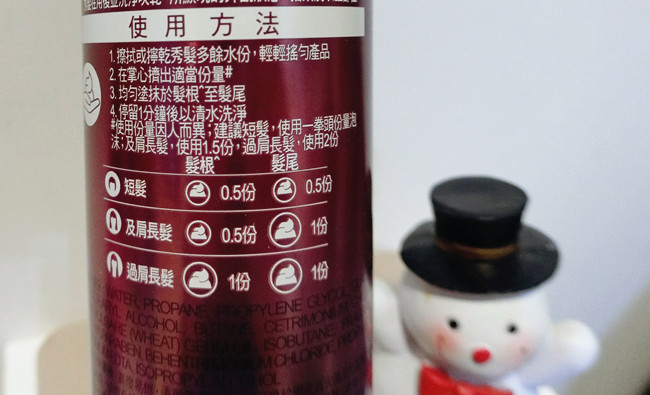 使用方法
1. 擦拭或擰乾秀髮多餘水份，輕輕搖勻產品
2. 在掌心擠出適當份量#
3. 均勻塗抹於髮根^至髮尾
4. 停留1分鐘後以清水洗淨
#使用份量因人而異；建議短髮，使用一拳頭份量泡
沫；及肩長髮，使用1.5份，過肩長髮，使用2份
髮根^ 髮尾
短髮 0.5份 0.5份
及肩長髮 0.5份 1份
過肩長髮 1份 1份
WATER, PROPANE, PROPYLENE GLYCOL
ALCOHOL, BUTANE, CETRIMONIUM
(WHEAT) ISOBUTANE
BEHENTRIMONIUM CHLORIDE
ISOPROPYL ALCOHOL